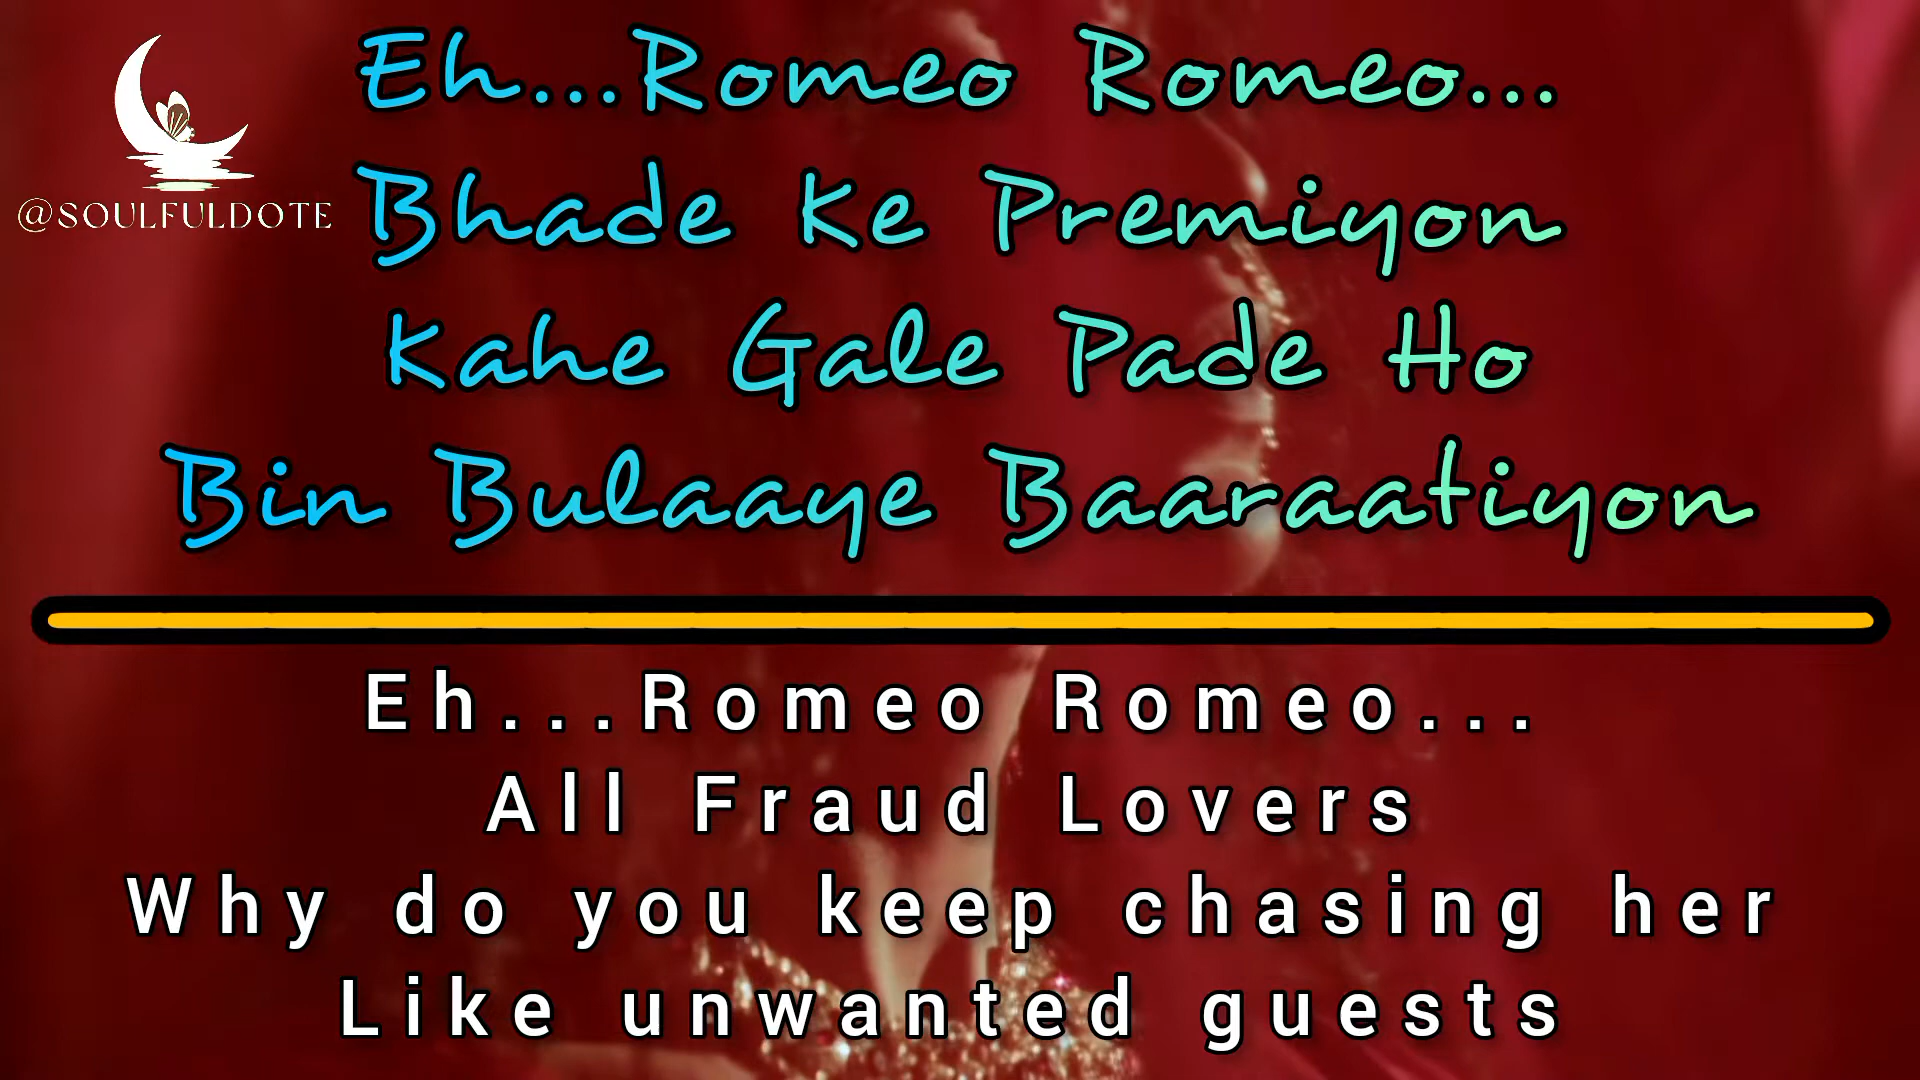 @SOULFULDOTE
Eh...Romeo Romeo...
Bhade Ke Premiyon
Kahe Gale Pade Ho
Bin Bulaaye Baaraatiyon
Eh...Romeo Romeo...
All Fraud Lovers
Why do you keep chasing her
Like unwanted guests